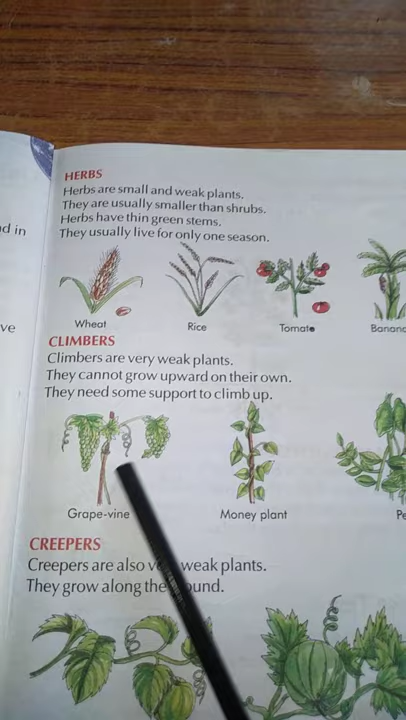 d in
ve
HERBS
Herbs are small and weak plants.
They are usually smaller than shrubs.
Herbs have thin green stems.
They usually live for only one season.
Wheat
Rice
Tomato
CLIMBERS
Climbers are very weak plants.
They cannot grow upward on their own.
They need some support to climb up.
Grape-vine
Money plant
Pe
CREEPERS
Creepers are also weak plants.
They grow along the